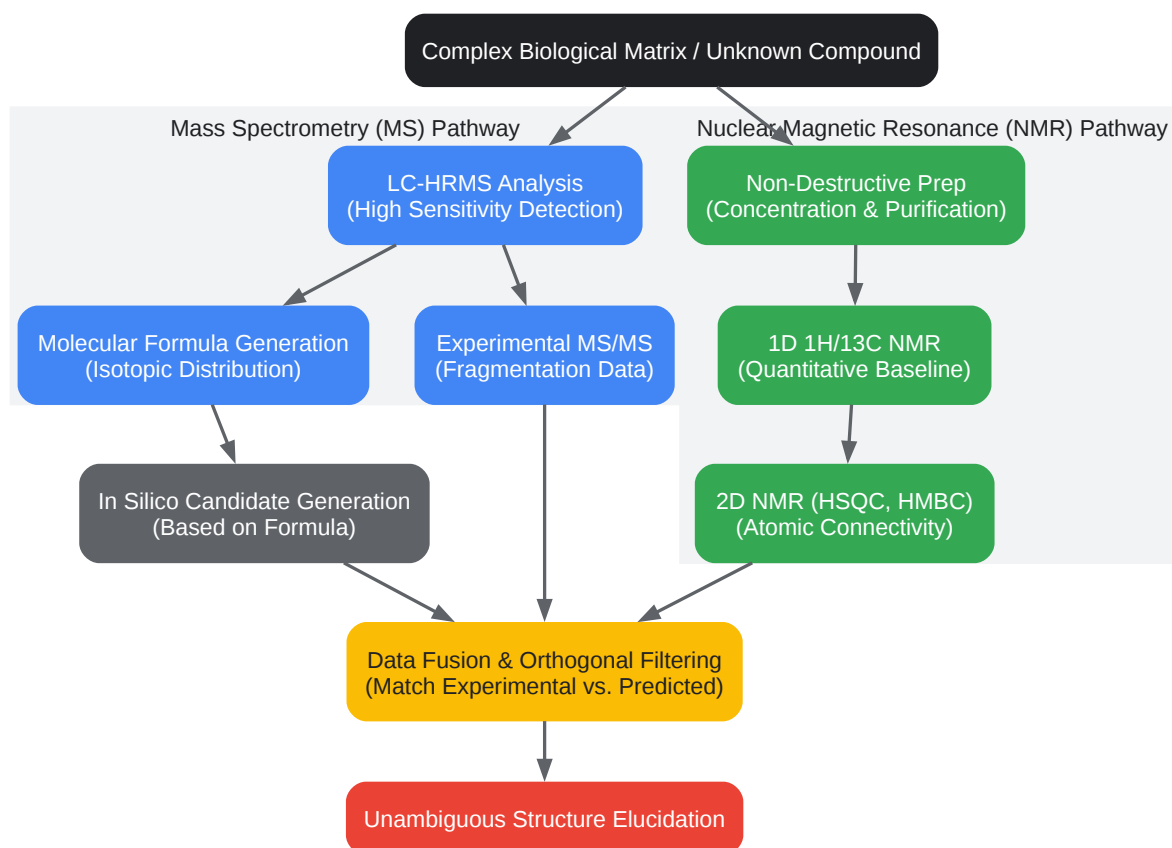 Complex Biological Matrix / Unknown Compound
Mass Spectrometry (MS) Pathway
Nuclear Magnetic Resonance (NMR) Pathway
LC-HRMS Analysis
(High Sensitivity Detection)
Non-Destructive Prep
(Concentration & Purification)
Molecular Formula Generation
(Isotopic Distribution)
Experimental MS/MS
(Fragmentation Data)
1D 1H/13C NMR
(Quantitative Baseline)
In Silico Candidate Generation
(Based on Formula)
2D NMR (HSQC, HMBC)
(Atomic Connectivity)
Data Fusion & Orthogonal Filtering
(Match Experimental vs. Predicted)
Unambiguous Structure Elucidation